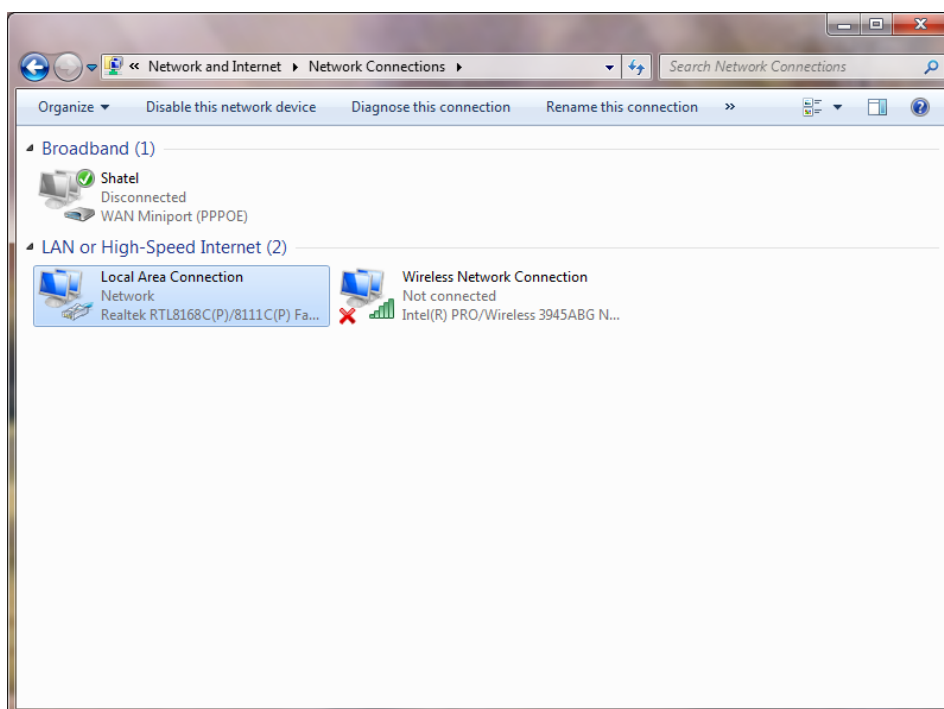 « Network and Internet ▸ Network Connections ▸
Search Network Connections
Organize Disable this network device Diagnose this connection Rename this connection »
Broadband (1)
Shatel
Disconnected
WAN Miniport (PPPOE)
LAN or High-Speed Internet (2)
Local Area Connection
Network
Realtek RTL8168C(P)/8111C(P) Fa...
Wireless Network Connection
Not connected
Intel(R) PRO/Wireless 3945ABG N...